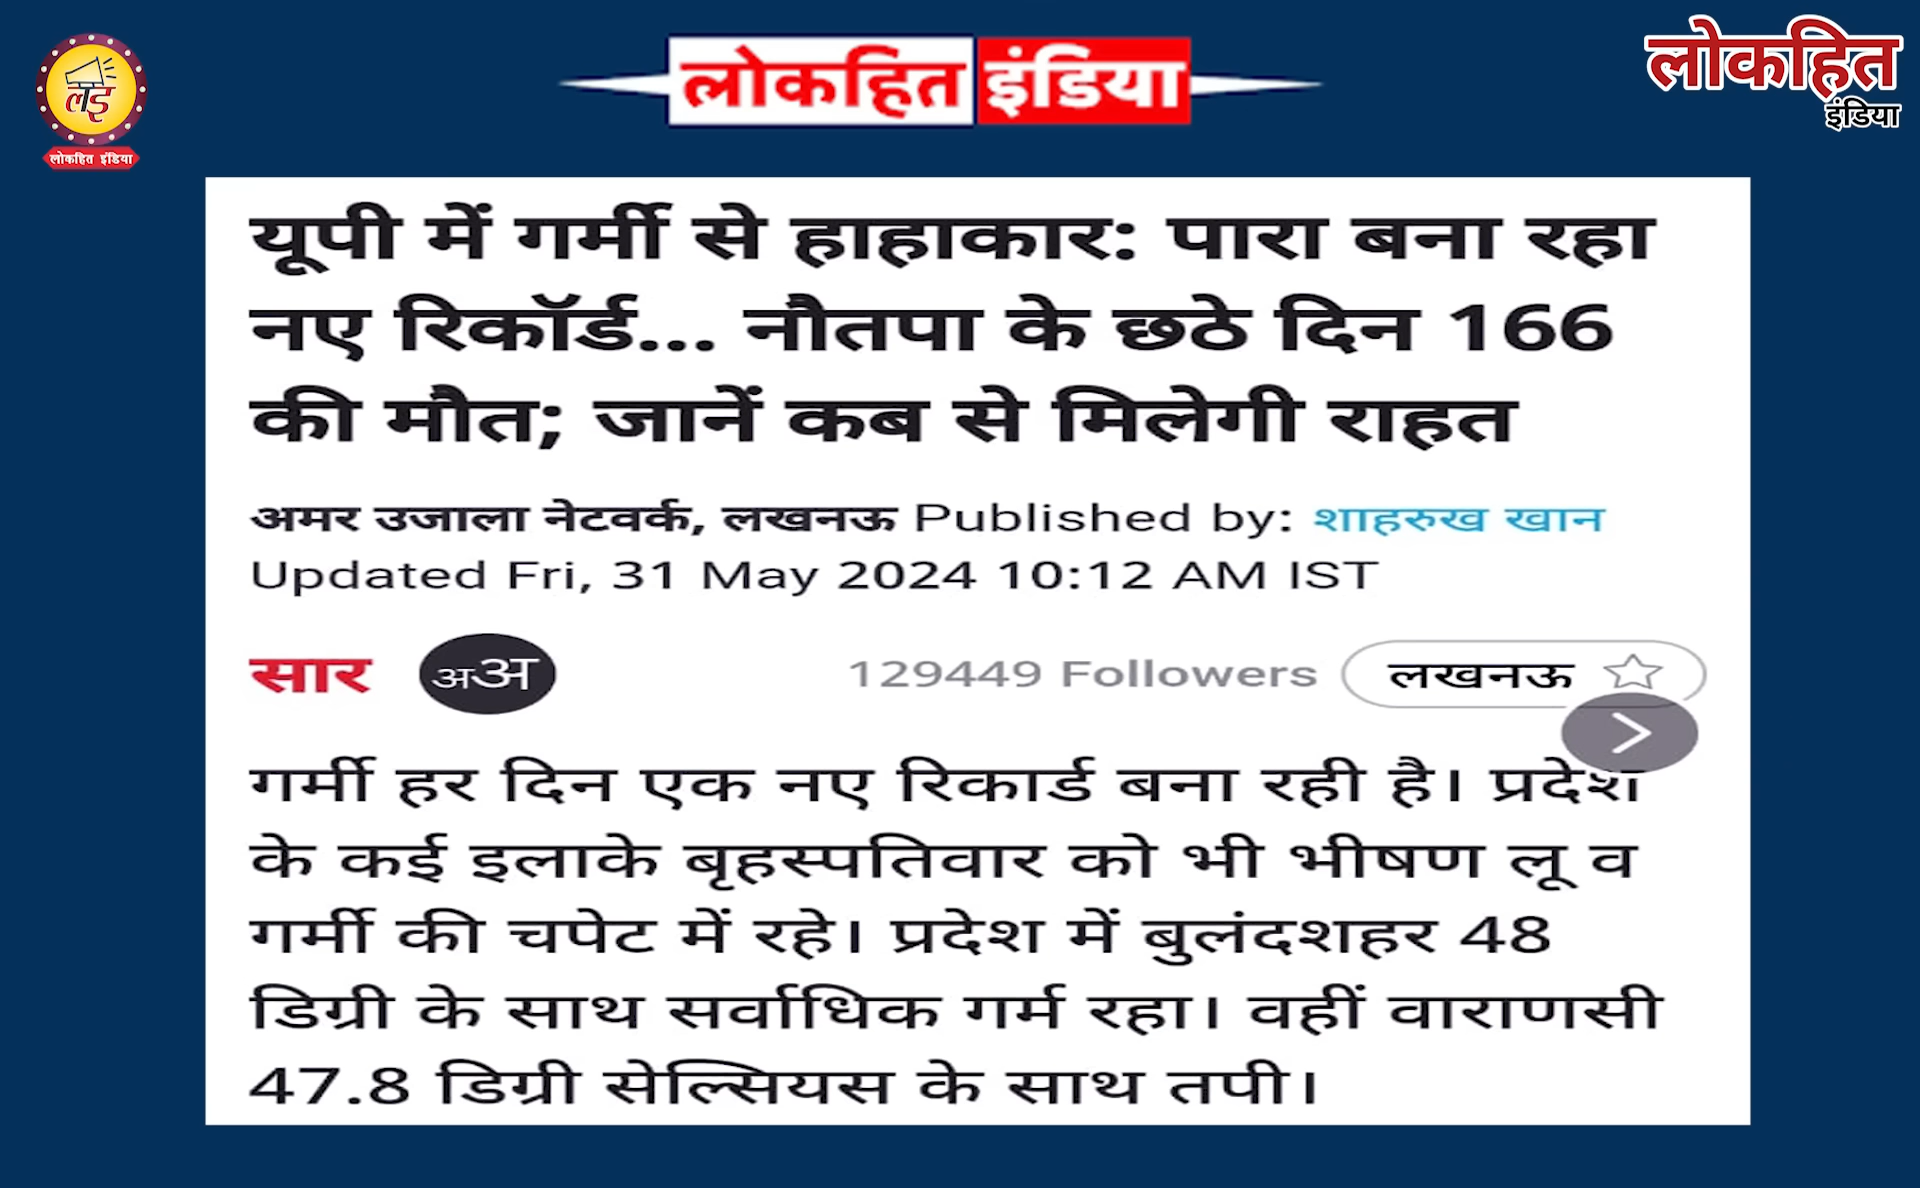 लइ
लोकहित इंडिया
लोकहित इंडिया
लोकहित
इंडिया
यूपी में गर्मी से हाहाकार: पारा बना रहा
नए रिकॉर्ड... नौतपा के छठे दिन 166
की मौत; जानें कब से मिलेगी राहत
अमर उजाला नेटवर्क, लखनऊ Published by: शाहरुख खान
Updated Fri, 31 May 2024 10:12 AM IST
सार अअ 129449 Followers लखनऊ
गर्मी हर दिन एक नए रिकार्ड बना रही है। प्रदेश
के कई इलाके बृहस्पतिवार को भी भीषण लू व
गर्मी की चपेट में रहे। प्रदेश में बुलंदशहर 48
डिग्री के साथ सर्वाधिक गर्म रहा। वहीं वाराणसी
47.8 डिग्री सेल्सियस के साथ तपी।